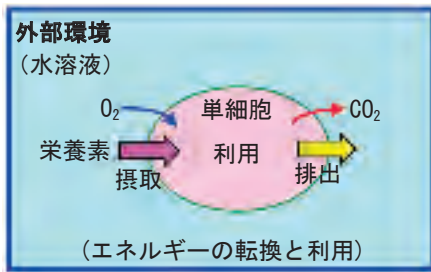 外部環境
(水溶液)
O₂ 単細胞 CO₂
栄養素 利用
摂取 排出
(エネルギーの転換と利用)